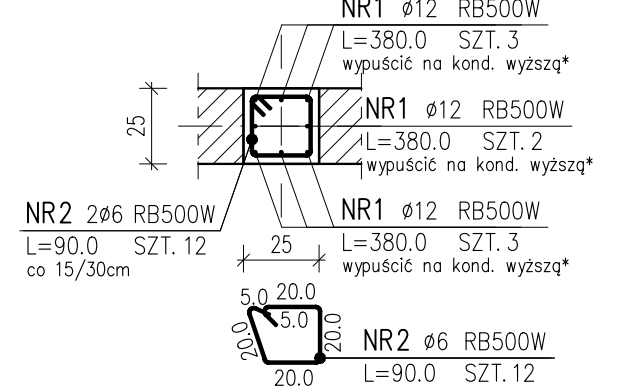 NR1 ø12 RB500W
L=380.0 SZT. 3
wypuścić na kond. wyższą*
25
NR1 ø12 RB500W
L=380.0 SZT. 2
wypuścić na kond. wyższą*
NR2 2ø6 RB500W
L=90.0 SZT. 12
co 15/30cm
NR1 ø12 RB500W
L=380.0 SZT. 3
wypuścić na kond. wyższą*
25
5.0 20.0
5.0
20.0
20.0
20.0
NR2 ø6 RB500W
L=90.0 SZT. 12